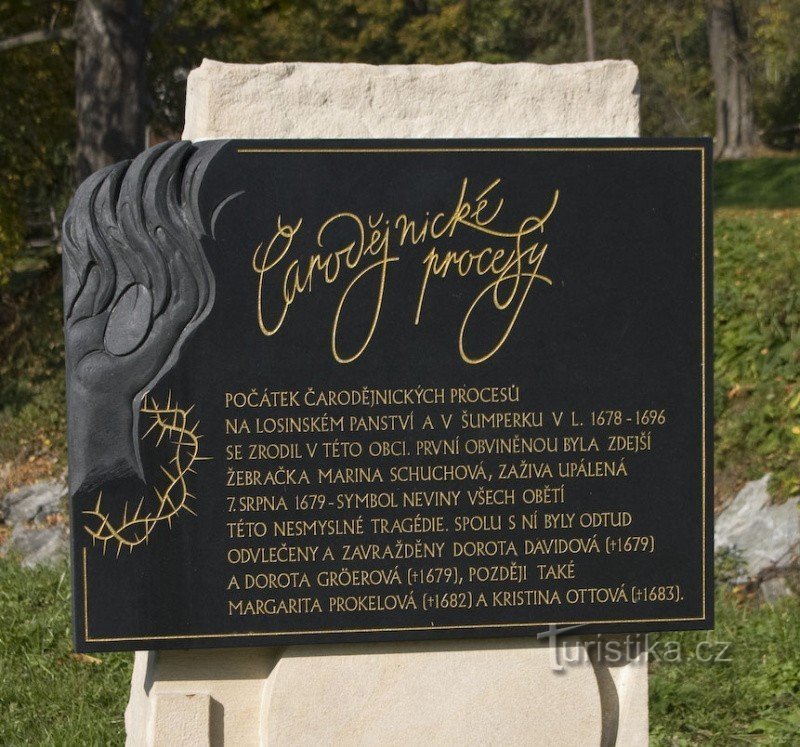 Čarodějnické
procesy
POČÁTEK ČARODĚJNICKÝCH PROCESŮ
NA LOSINSKÉM PANSTVÍ A V ŠUMPERKU V L. 1678-1696
SE ZRODIL V TÉTO OBCI. PRVNÍ OBVINĚNOU BYLA ZDEJŠÍ
ŽEBRAČKA MARINA SCHUCHOVÁ, ZAŽIVA UPÁLENÁ
7. SRPNA 1679 - SYMBOL NEVINY VŠECH OBĚTÍ
TÉTO NESMYSLNÉ TRAGÉDIE. SPOLU S NÍ BYLY ODTUD
ODVLEČENY A ZAVRAŽDĚNY DOROTA DAVIDOVÁ (†1679)
A DOROTA GRÖEROVÁ (†1679), POZDĚJI TAKÉ
MARGARITA PROKELOVÁ (†1682) A KRISTINA OTTOVÁ (†1683).
turistika.cz